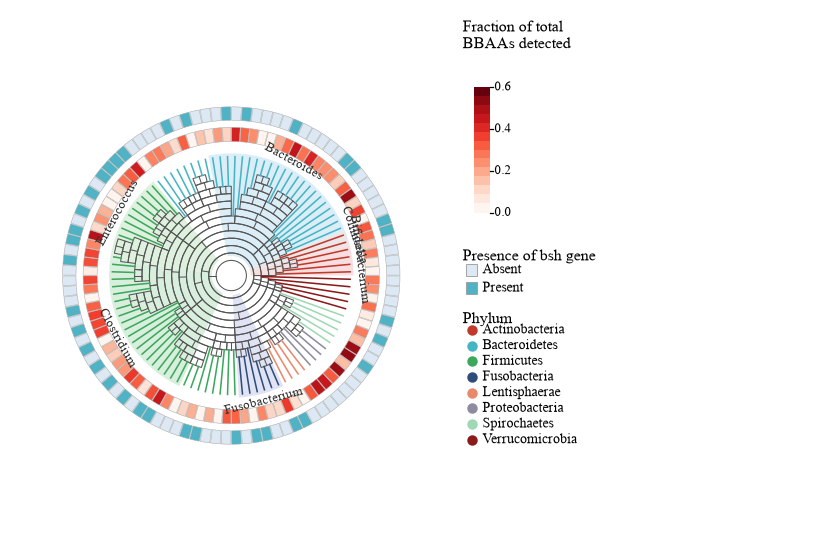 Fraction of total
BBAAs detected
0.6
0.4
0.2
0.0
Presence of bsh gene
Absent
Present
Phylum
Actinobacteria
Bacteroidetes
Firmicutes
Fusobacteria
Lentisphaerae
Proteobacteria
Spirochaetes
Verrucomicrobia
Bacteroides
Enterococcus
Clostridium
Fusobacterium